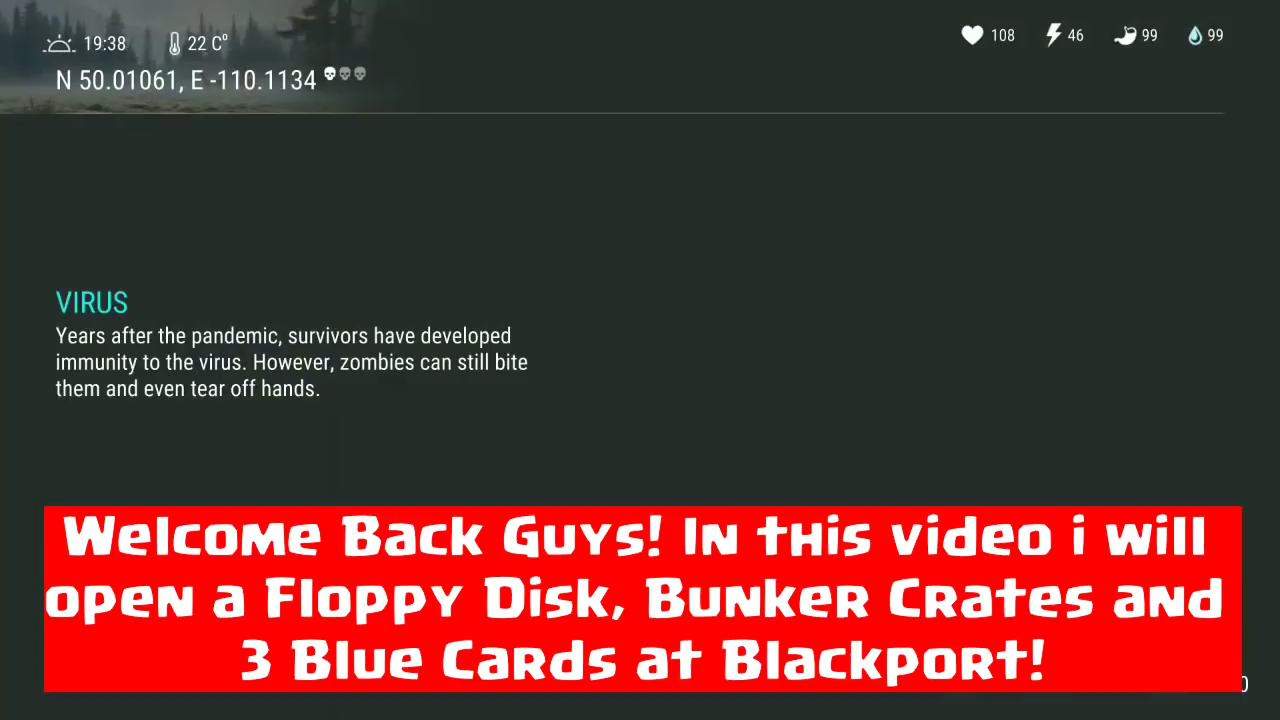 19:38 22 C° 108 46 99 99
N 50.01061, E -110.1134
VIRUS
Years after the pandemic, survivors have developed
immunity to the virus. However, zombies can still bite
them and even tear off hands.
Welcome Back Guys! In this video i will
open a Floppy Disk, Bunker Crates and
3 Blue Cards at Blackport!
0